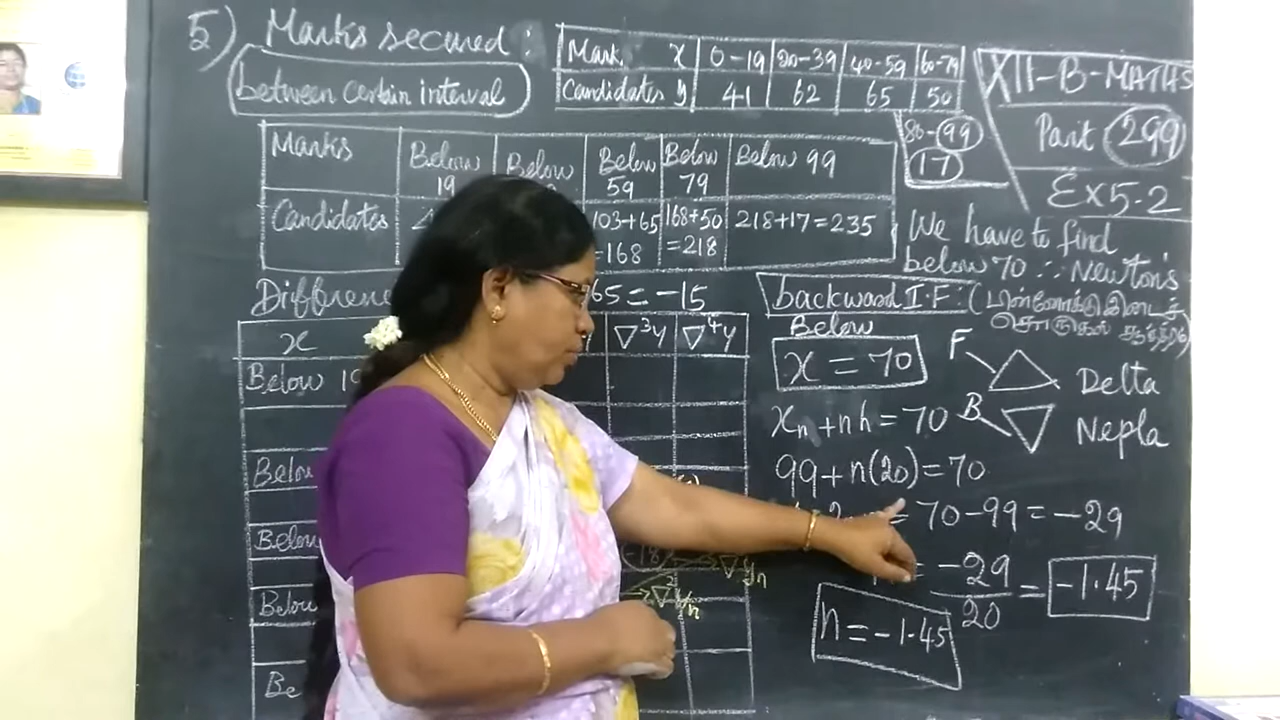 5) Marks secured :
between certain interval
Mark. x 0-19 20-39 40-59 60-79
Candidates y 41 62 65 50
80-99
17
XII-B-MATHS
Part 299
Ex 5-2
Marks Below 19 Below Below 59 Below 79 Below 99
Candidates 103+65 =168 168+50 =218 218+17=235
We have to find
below 70 ∴ Newton's
backward I.F:
65 = -15
x ∇³y ∇⁴y
Below 19
Below
Below
Below
Be
Below
x = 70
F Delta
B Nepla
xₙ + nh = 70
99 + n(20) = 70
= 70-99 = -29
= -29/20 = -1.45
n = -1.45
(-18) → ∇yₙ
→ ∇²yₙ